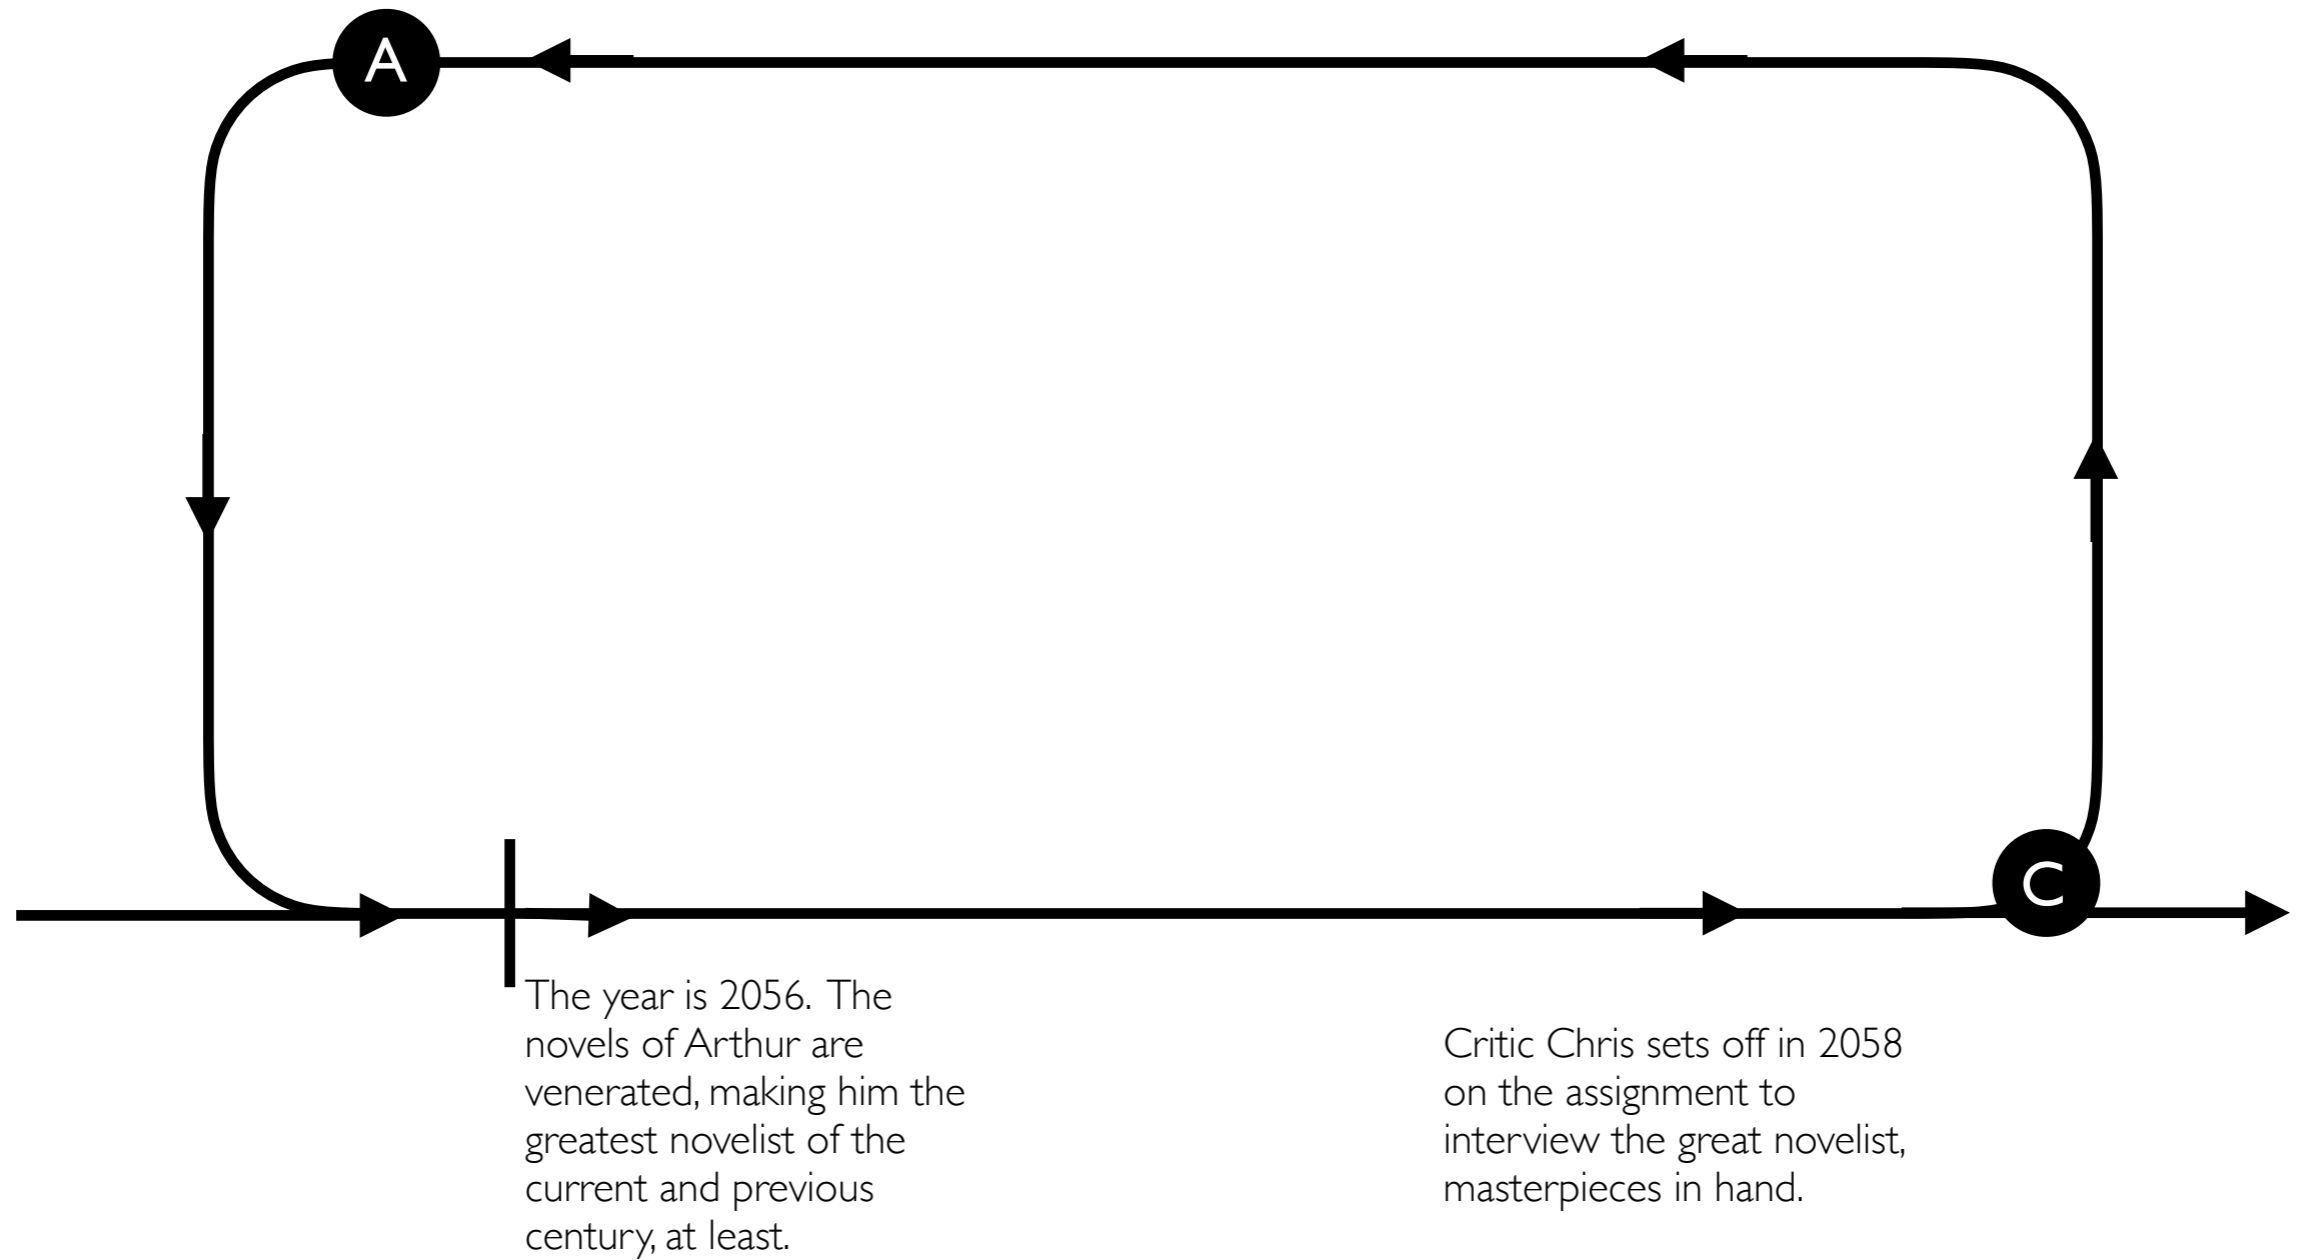 A
C
The year is 2056. The
novels of Arthur are
venerated, making him the
greatest novelist of the
current and previous
century, at least.
Critic Chris sets off in 2058
on the assignment to
interview the great novelist,
masterpieces in hand.